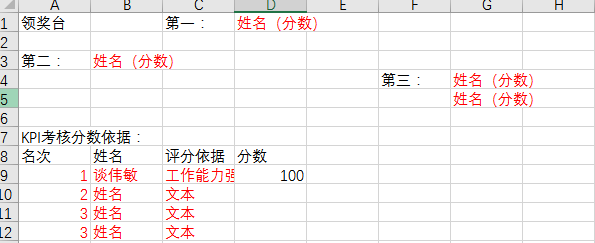 A B C D E F G H
1 领奖台 第一： 姓名（分数）
2
3 第二： 姓名（分数）
4 第三： 姓名（分数）
5 姓名（分数）
6
7 KPI考核分数依据：
8 名次 姓名 评分依据 分数
9 1 谈伟敏 工作能力强 100
10 2 姓名 文本
11 3 姓名 文本
12 3 姓名 文本